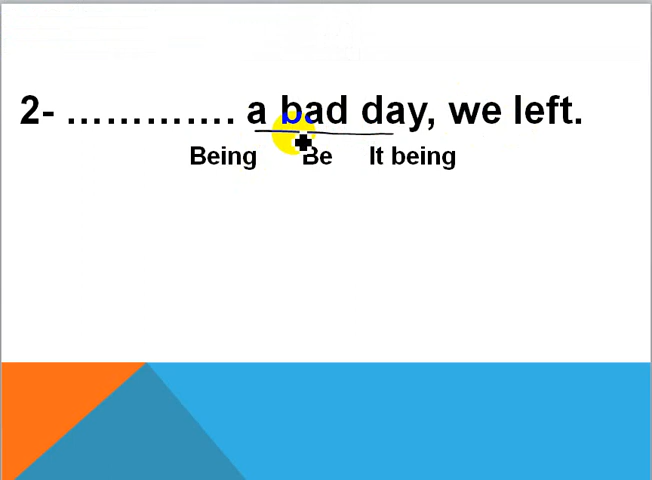 2- …………. a bad day, we left.
Being Be It being